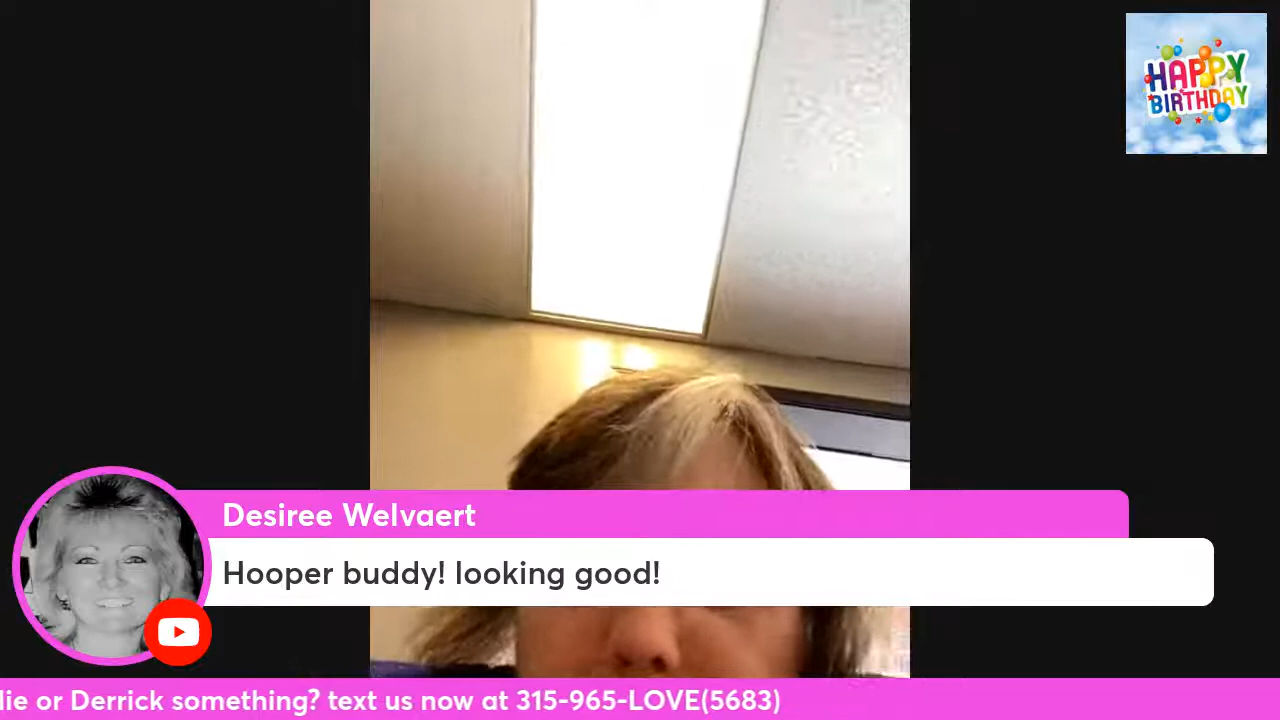 HAPPY
BIRTHDAY
Desiree Welvaert
Hooper buddy! looking good!
lie or Derrick something? text us now at 315-965-LOVE(5683)